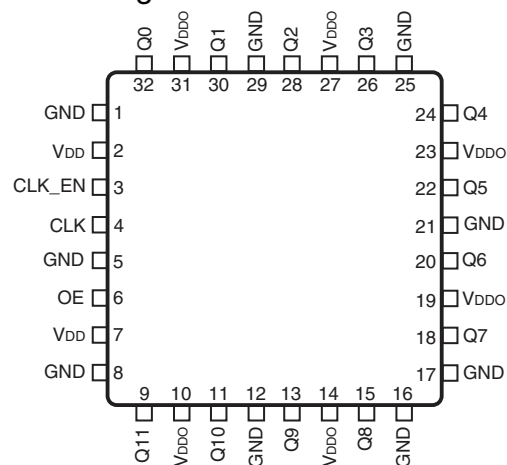 Q0 VDDO Q1 GND Q2 VDDO Q3 GND
32 31 30 29 28 27 26 25
GND 1 24 Q4
VDD 2 23 VDDO
CLK_EN 3 22 Q5
CLK 4 21 GND
GND 5 20 Q6
OE 6 19 VDDO
VDD 7 18 Q7
GND 8 17 GND
9 10 11 12 13 14 15 16
Q11 VDDO Q10 GND Q9 VDDO Q8 GND